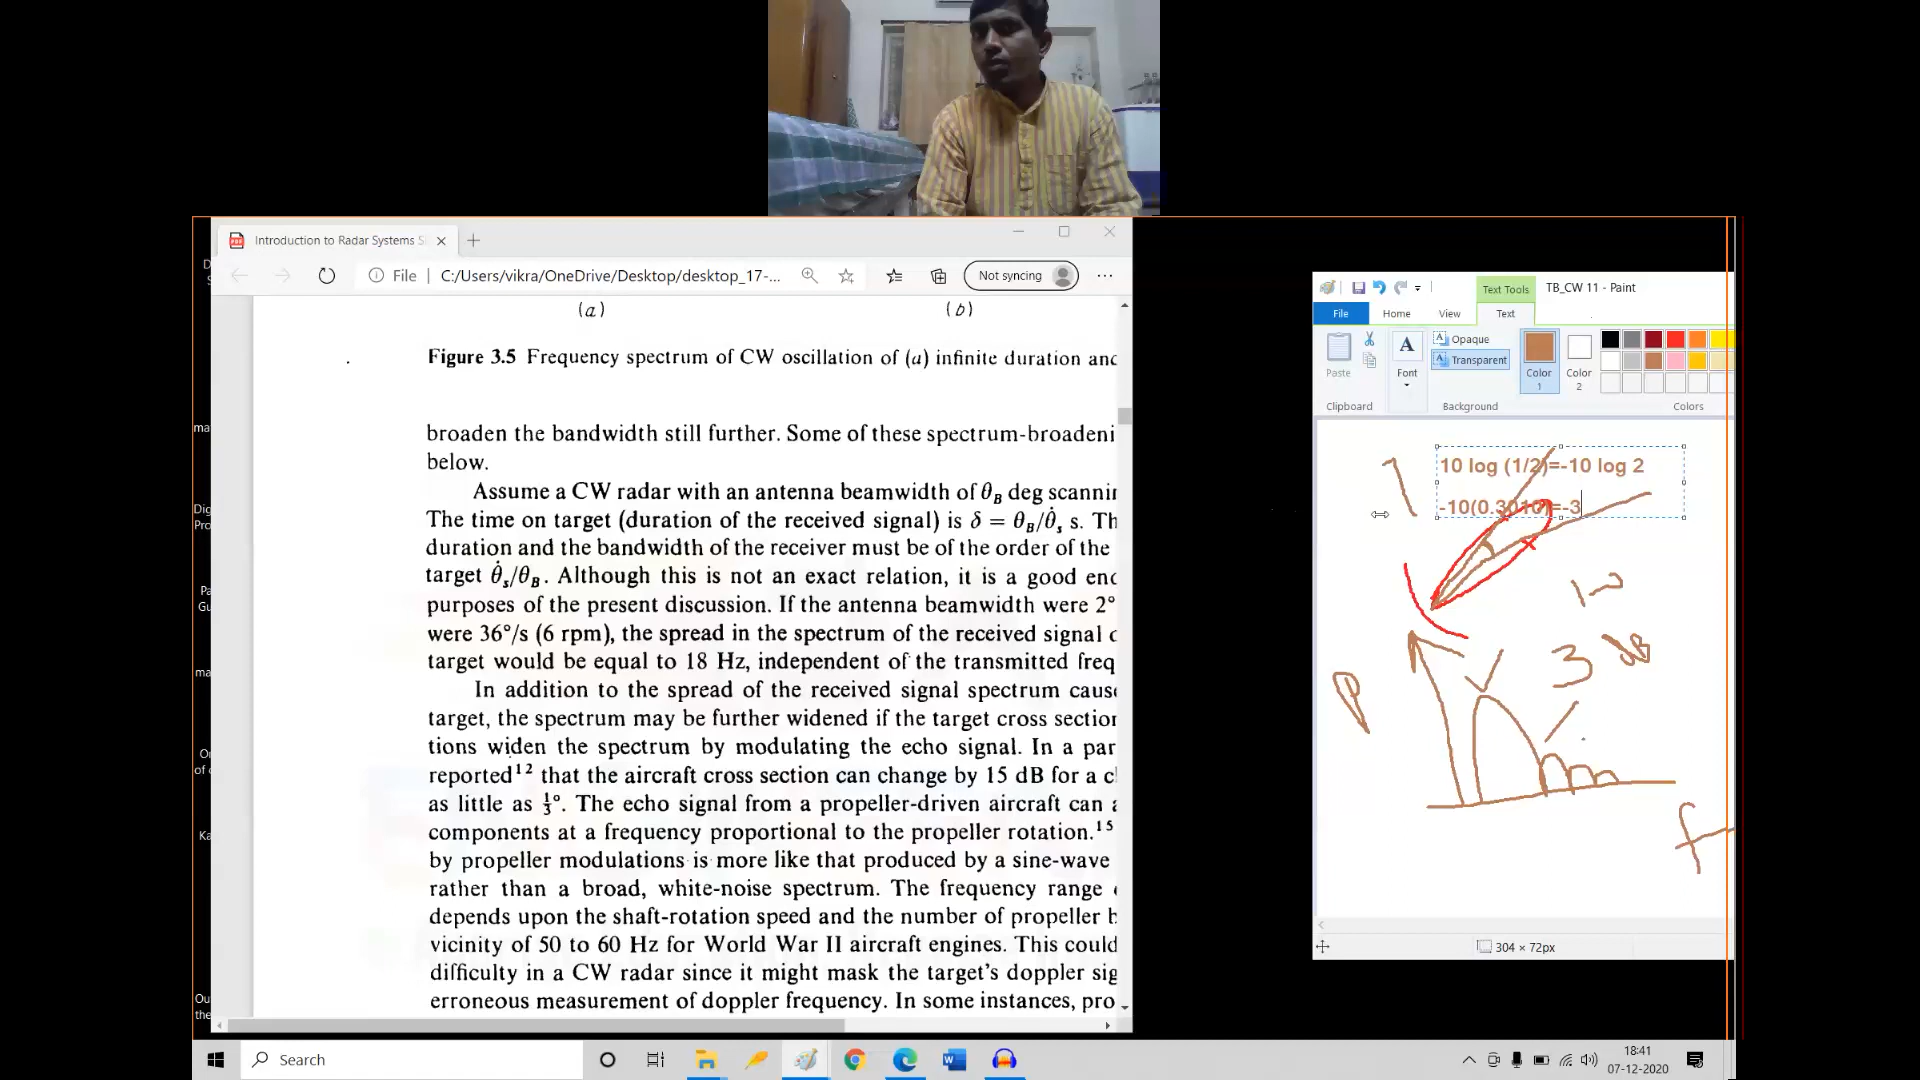 Introduction to Radar Systems S
File
C:/Users/vikra/OneDrive/Desktop/desktop_17-...
Not syncing
(a)
(b)
Figure 3.5 Frequency spectrum of CW oscillation of (a) infinite duration and
broaden the bandwidth still further. Some of these spectrum-broadeni
below.
Assume a CW radar with an antenna beamwidth of θB deg scannin
The time on target (duration of the received signal) is δ = θB/θ̇s s. Th
duration and the bandwidth of the receiver must be of the order of the
target θ̇s/θB. Although this is not an exact relation, it is a good eno
purposes of the present discussion. If the antenna beamwidth were 2°
were 36°/s (6 rpm), the spread in the spectrum of the received signal
target would be equal to 18 Hz, independent of the transmitted freq
In addition to the spread of the received signal spectrum caus
target, the spectrum may be further widened if the target cross section
tions widen the spectrum by modulating the echo signal. In a par
reported¹² that the aircraft cross section can change by 15 dB for a c
as little as ⅓°. The echo signal from a propeller-driven aircraft can
components at a frequency proportional to the propeller rotation.¹⁵
by propeller modulations is more like that produced by a sine-wave
rather than a broad, white-noise spectrum. The frequency range
depends upon the shaft-rotation speed and the number of propeller b
vicinity of 50 to 60 Hz for World War II aircraft engines. This could
difficulty in a CW radar since it might mask the target's doppler sig
erroneous measurement of doppler frequency. In some instances, pro
Text Tools
TB_CW 11 - Paint
File
Home
View
Text
Paste
Font
Opaque
Transparent
Color 1
Color 2
Clipboard
Background
Colors
10 log (1/2)=-10 log 2
-10(0.3010)=-3
3 dB
P
f
304 × 72px
Search
18:41
07-12-2020